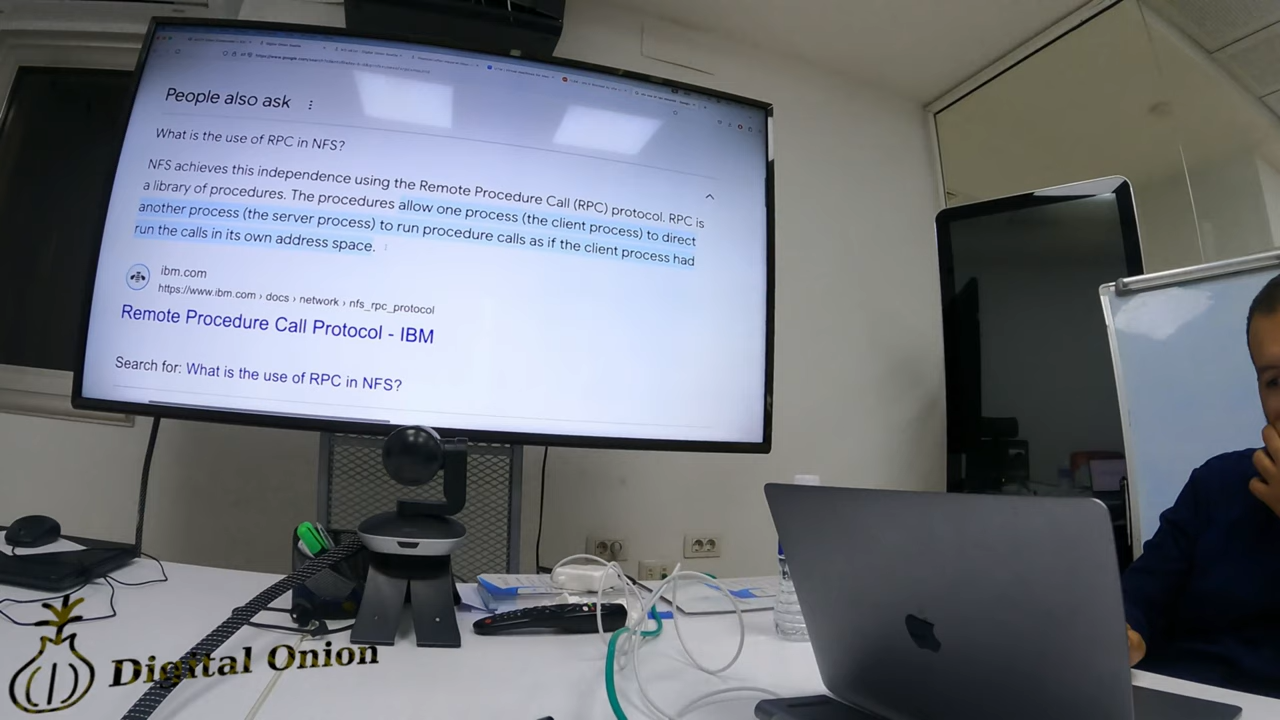 People also ask
What is the use of RPC in NFS?
NFS achieves this independence using the Remote Procedure Call (RPC) protocol. RPC is
a library of procedures. The procedures allow one process (the client process) to direct
another process (the server process) to run procedure calls as if the client process had
run the calls in its own address space.
ibm.com
https://www.ibm.com › docs › network › nfs_rpc_protocol
Remote Procedure Call Protocol - IBM
Search for: What is the use of RPC in NFS?
Digital Onion